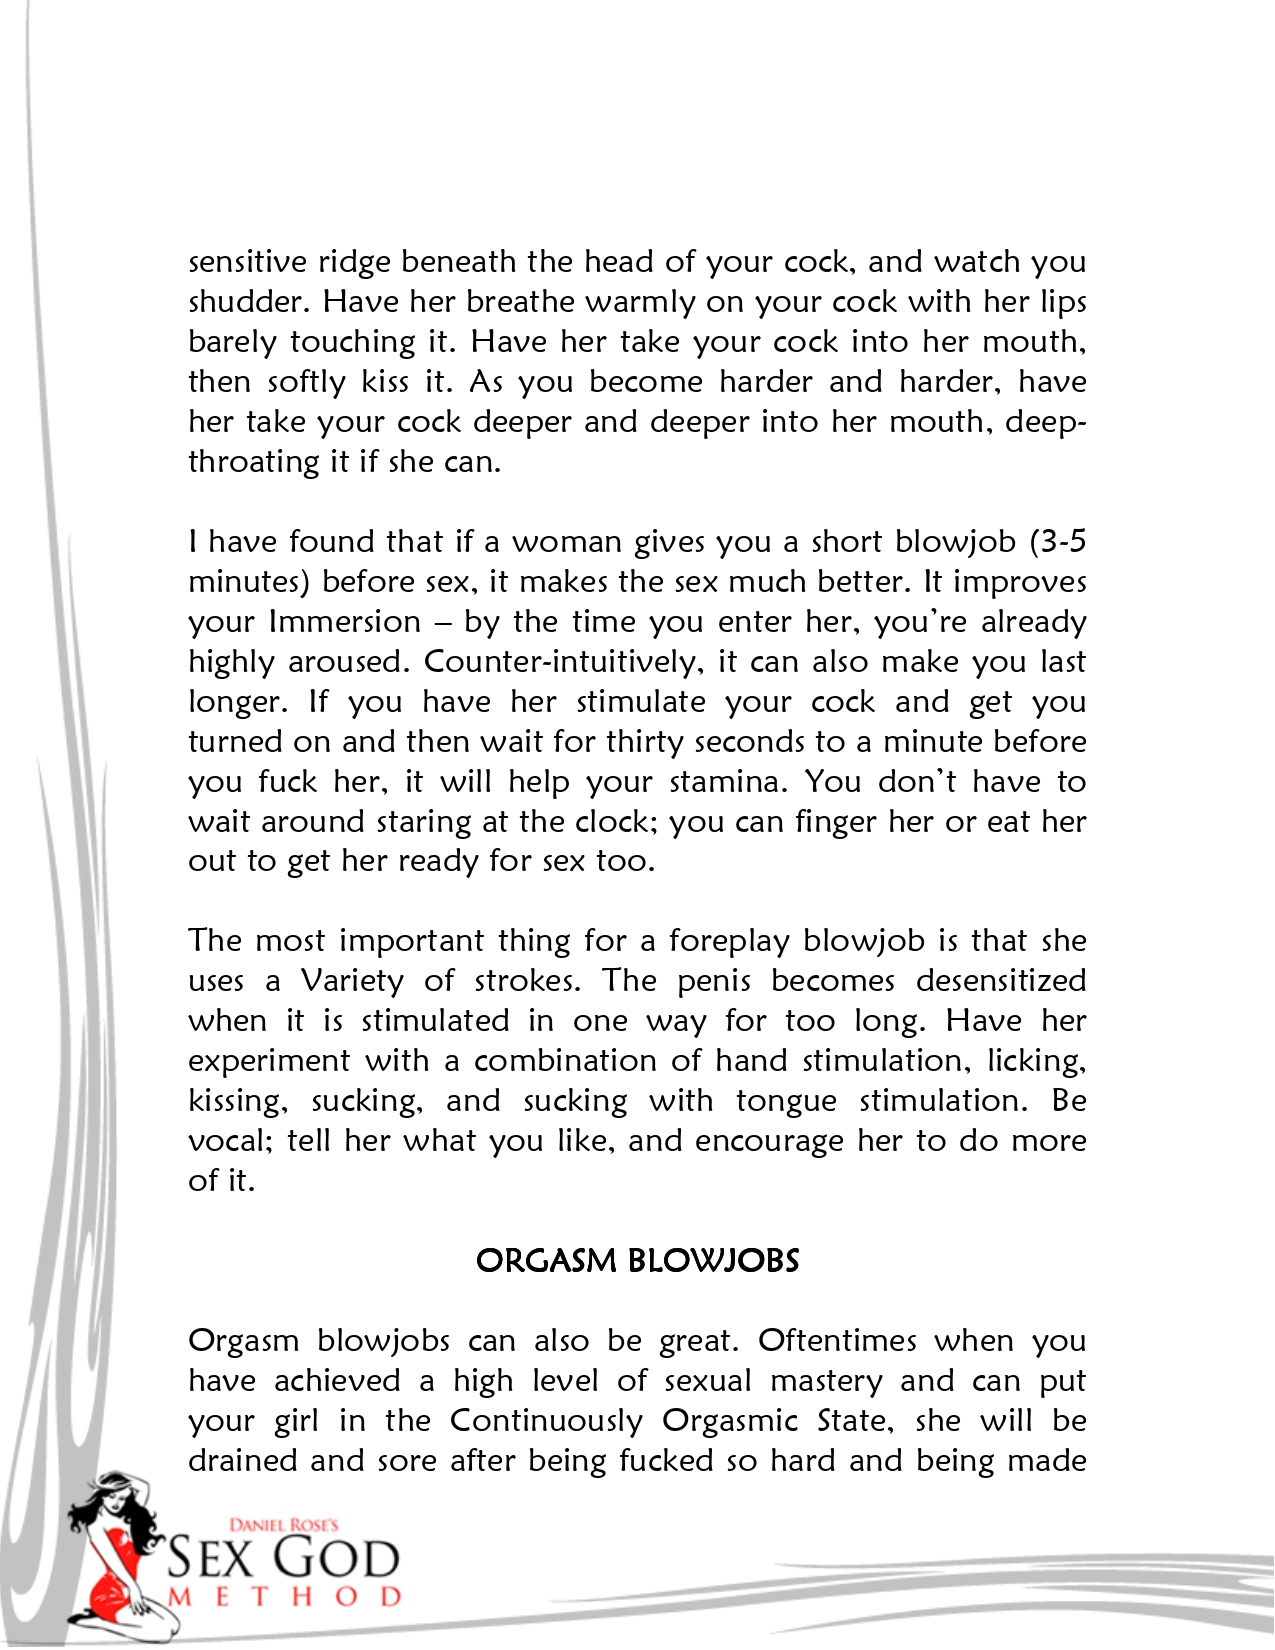 sensitive ridge beneath the head of your cock, and watch you
shudder. Have her breathe warmly on your cock with her lips
barely touching it. Have her take your cock into her mouth,
then softly kiss it. As you become harder and harder, have
her take your cock deeper and deeper into her mouth, deep-
throating it if she can.
I have found that if a woman gives you a short blowjob (3-5
minutes) before sex, it makes the sex much better. It improves
your Immersion – by the time you enter her, you’re already
highly aroused. Counter-intuitively, it can also make you last
longer. If you have her stimulate your cock and get you
turned on and then wait for thirty seconds to a minute before
you fuck her, it will help your stamina. You don’t have to
wait around staring at the clock; you can finger her or eat her
out to get her ready for sex too.
The most important thing for a foreplay blowjob is that she
uses a Variety of strokes. The penis becomes desensitized
when it is stimulated in one way for too long. Have her
experiment with a combination of hand stimulation, licking,
kissing, sucking, and sucking with tongue stimulation. Be
vocal; tell her what you like, and encourage her to do more
of it.
ORGASM BLOWJOBS
Orgasm blowjobs can also be great. Oftentimes when you
have achieved a high level of sexual mastery and can put
your girl in the Continuously Orgasmic State, she will be
drained and sore after being fucked so hard and being made
DANIEL ROSE'S
SEX GOD
METHOD